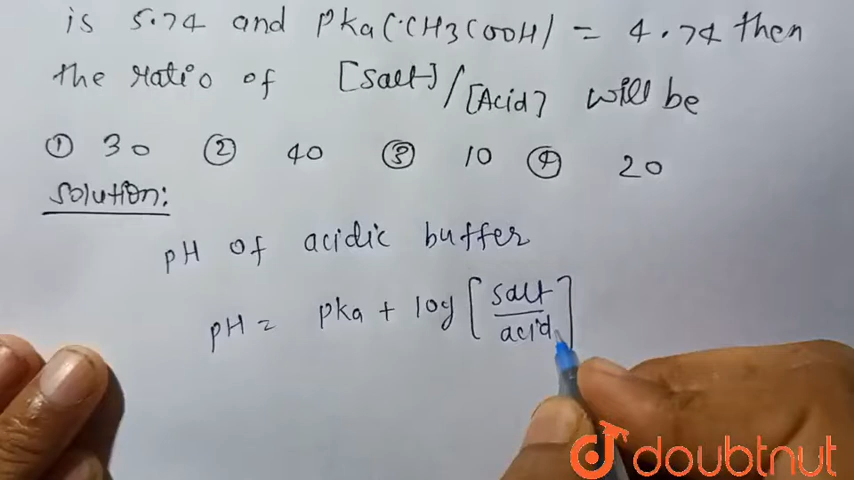 is 5.74 and Pka(CH3COOH) = 4.74 then
the ratio of [Salt]/[Acid] will be
① 30 ② 40 ③ 10 ④ 20
Solution:
pH of acidic buffer
pH = pka + log [salt/acid]
doubtnut